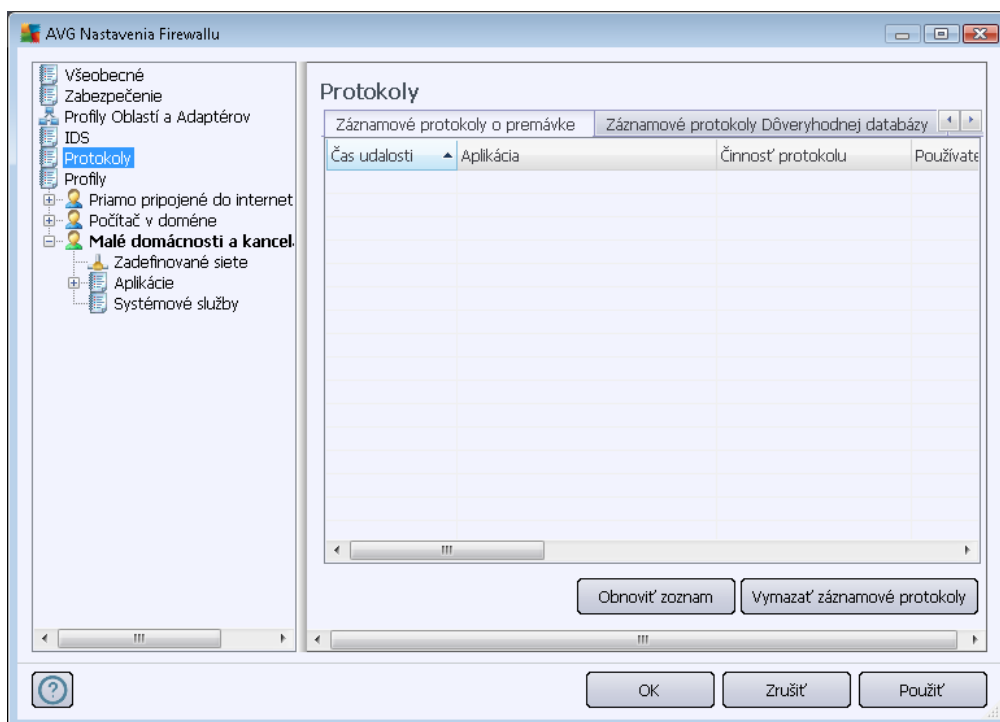 AVG Nastavenia Firewallu
Všeobecné
Zabezpečenie
Profily Oblastí a Adaptérov
IDS
Protokoly
Profily
Priamo pripojené do internet
Počítač v doméne
Malé domácnosti a kancel
Zadefinované siete
Aplikácie
Systémové služby
Protokoly
Záznamové protokoly o premávke
Záznamové protokoly Dôveryhodnej databázy
Čas udalosti
Aplikácia
Činnosť protokolu
Používate
Obnoviť zoznam
Vymazať záznamové protokoly
OK
Zrušiť
Použiť